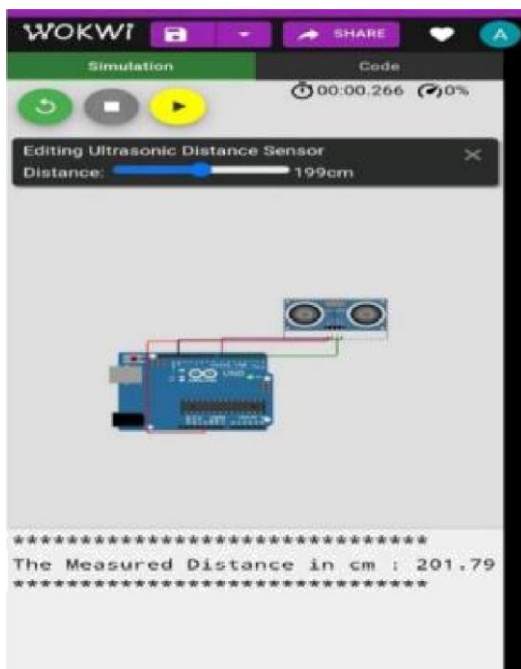 WOKWI SHARE A
Simulation Code
00:00.266 0%
Editing Ultrasonic Distance Sensor
Distance: 199cm
UNO
*******************************
The Measured Distance in cm : 201.79
*******************************